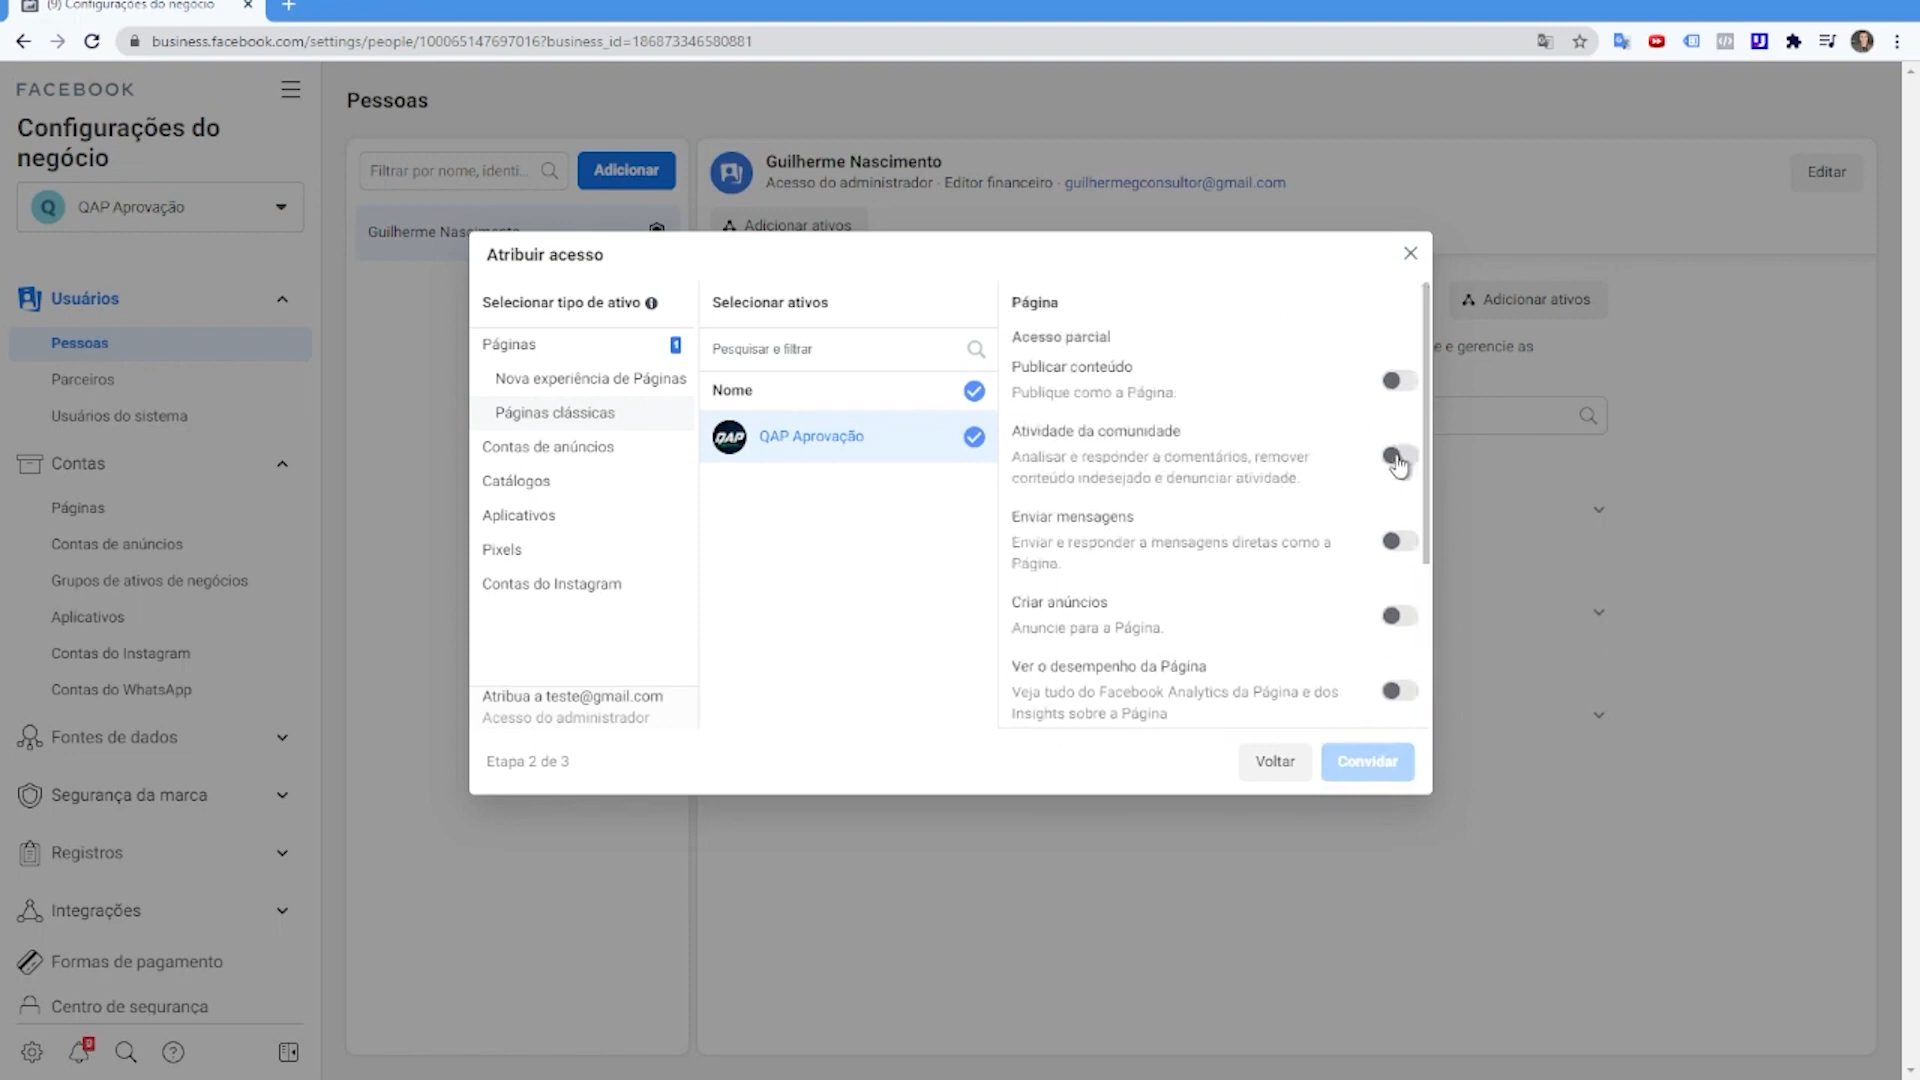 (9) Configurações do negócio
business.facebook.com/settings/people/100065147697016?business_id=186873346580881
FACEBOOK
Configurações do
negócio
Q QAP Aprovação
Usuários
Pessoas
Parceiros
Usuários do sistema
Contas
Páginas
Contas de anúncios
Grupos de ativos de negócios
Aplicativos
Contas do Instagram
Contas do WhatsApp
Fontes de dados
Segurança da marca
Registros
Integrações
Formas de pagamento
Centro de segurança
Pessoas
Filtrar por nome, identi...
Adicionar
Guilherme Nascimento
Guilherme Nascimento
Acesso do administrador · Editor financeiro · guilhermegconsultor@gmail.com
Editar
Adicionar ativos
Adicionar ativos
e e gerencie as
Atribuir acesso
Selecionar tipo de ativo
Páginas 1
Nova experiência de Páginas
Páginas clássicas
Contas de anúncios
Catálogos
Aplicativos
Pixels
Contas do Instagram
Atribua a teste@gmail.com
Acesso do administrador
Selecionar ativos
Pesquisar e filtrar
Nome
QAP QAP Aprovação
Página
Acesso parcial
Publicar conteúdo
Publique como a Página.
Atividade da comunidade
Analisar e responder a comentários, remover
conteúdo indesejado e denunciar atividade.
Enviar mensagens
Enviar e responder a mensagens diretas como a
Página.
Criar anúncios
Anuncie para a Página.
Ver o desempenho da Página
Veja tudo do Facebook Analytics da Página e dos
Insights sobre a Página
Etapa 2 de 3
Voltar
Convidar